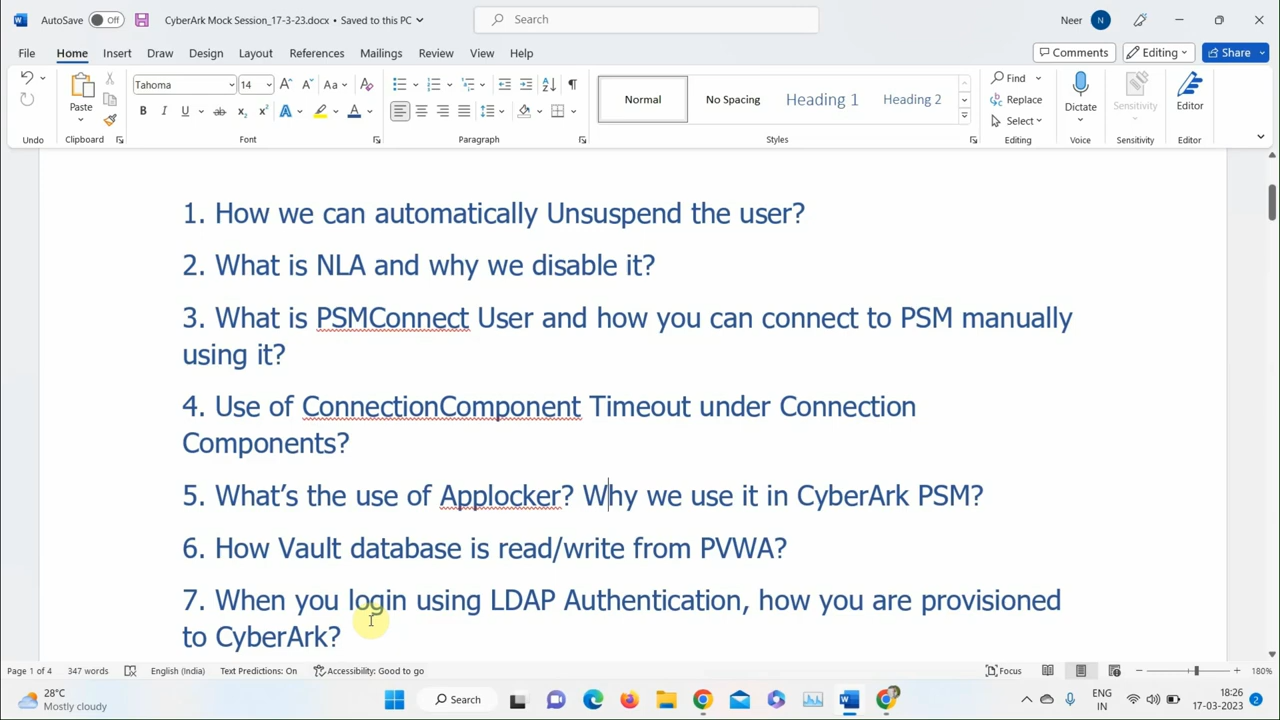 AutoSave Off CyberArk Mock Session_17-3-23.docx • Saved to this PC Search Neer N
File Home Insert Draw Design Layout References Mailings Review View Help Comments Editing Share
Tahoma 14 Aa Normal No Spacing Heading 1 Heading 2 Find
Paste B I U ab x₂ x² A A Replace Dictate Sensitivity Editor
Select
Undo Clipboard Font Paragraph Styles Editing Voice Sensitivity Editor
1. How we can automatically Unsuspend the user?
2. What is NLA and why we disable it?
3. What is PSMConnect User and how you can connect to PSM manually
using it?
4. Use of ConnectionComponent Timeout under Connection
Components?
5. What’s the use of Applocker? Why we use it in CyberArk PSM?
6. How Vault database is read/write from PVWA?
7. When you login using LDAP Authentication, how you are provisioned
to CyberArk?
Page 1 of 4 347 words English (India) Text Predictions: On Accessibility: Good to go Focus 180%
28°C Search ENG 18:26
Mostly cloudy IN 17-03-2023 2